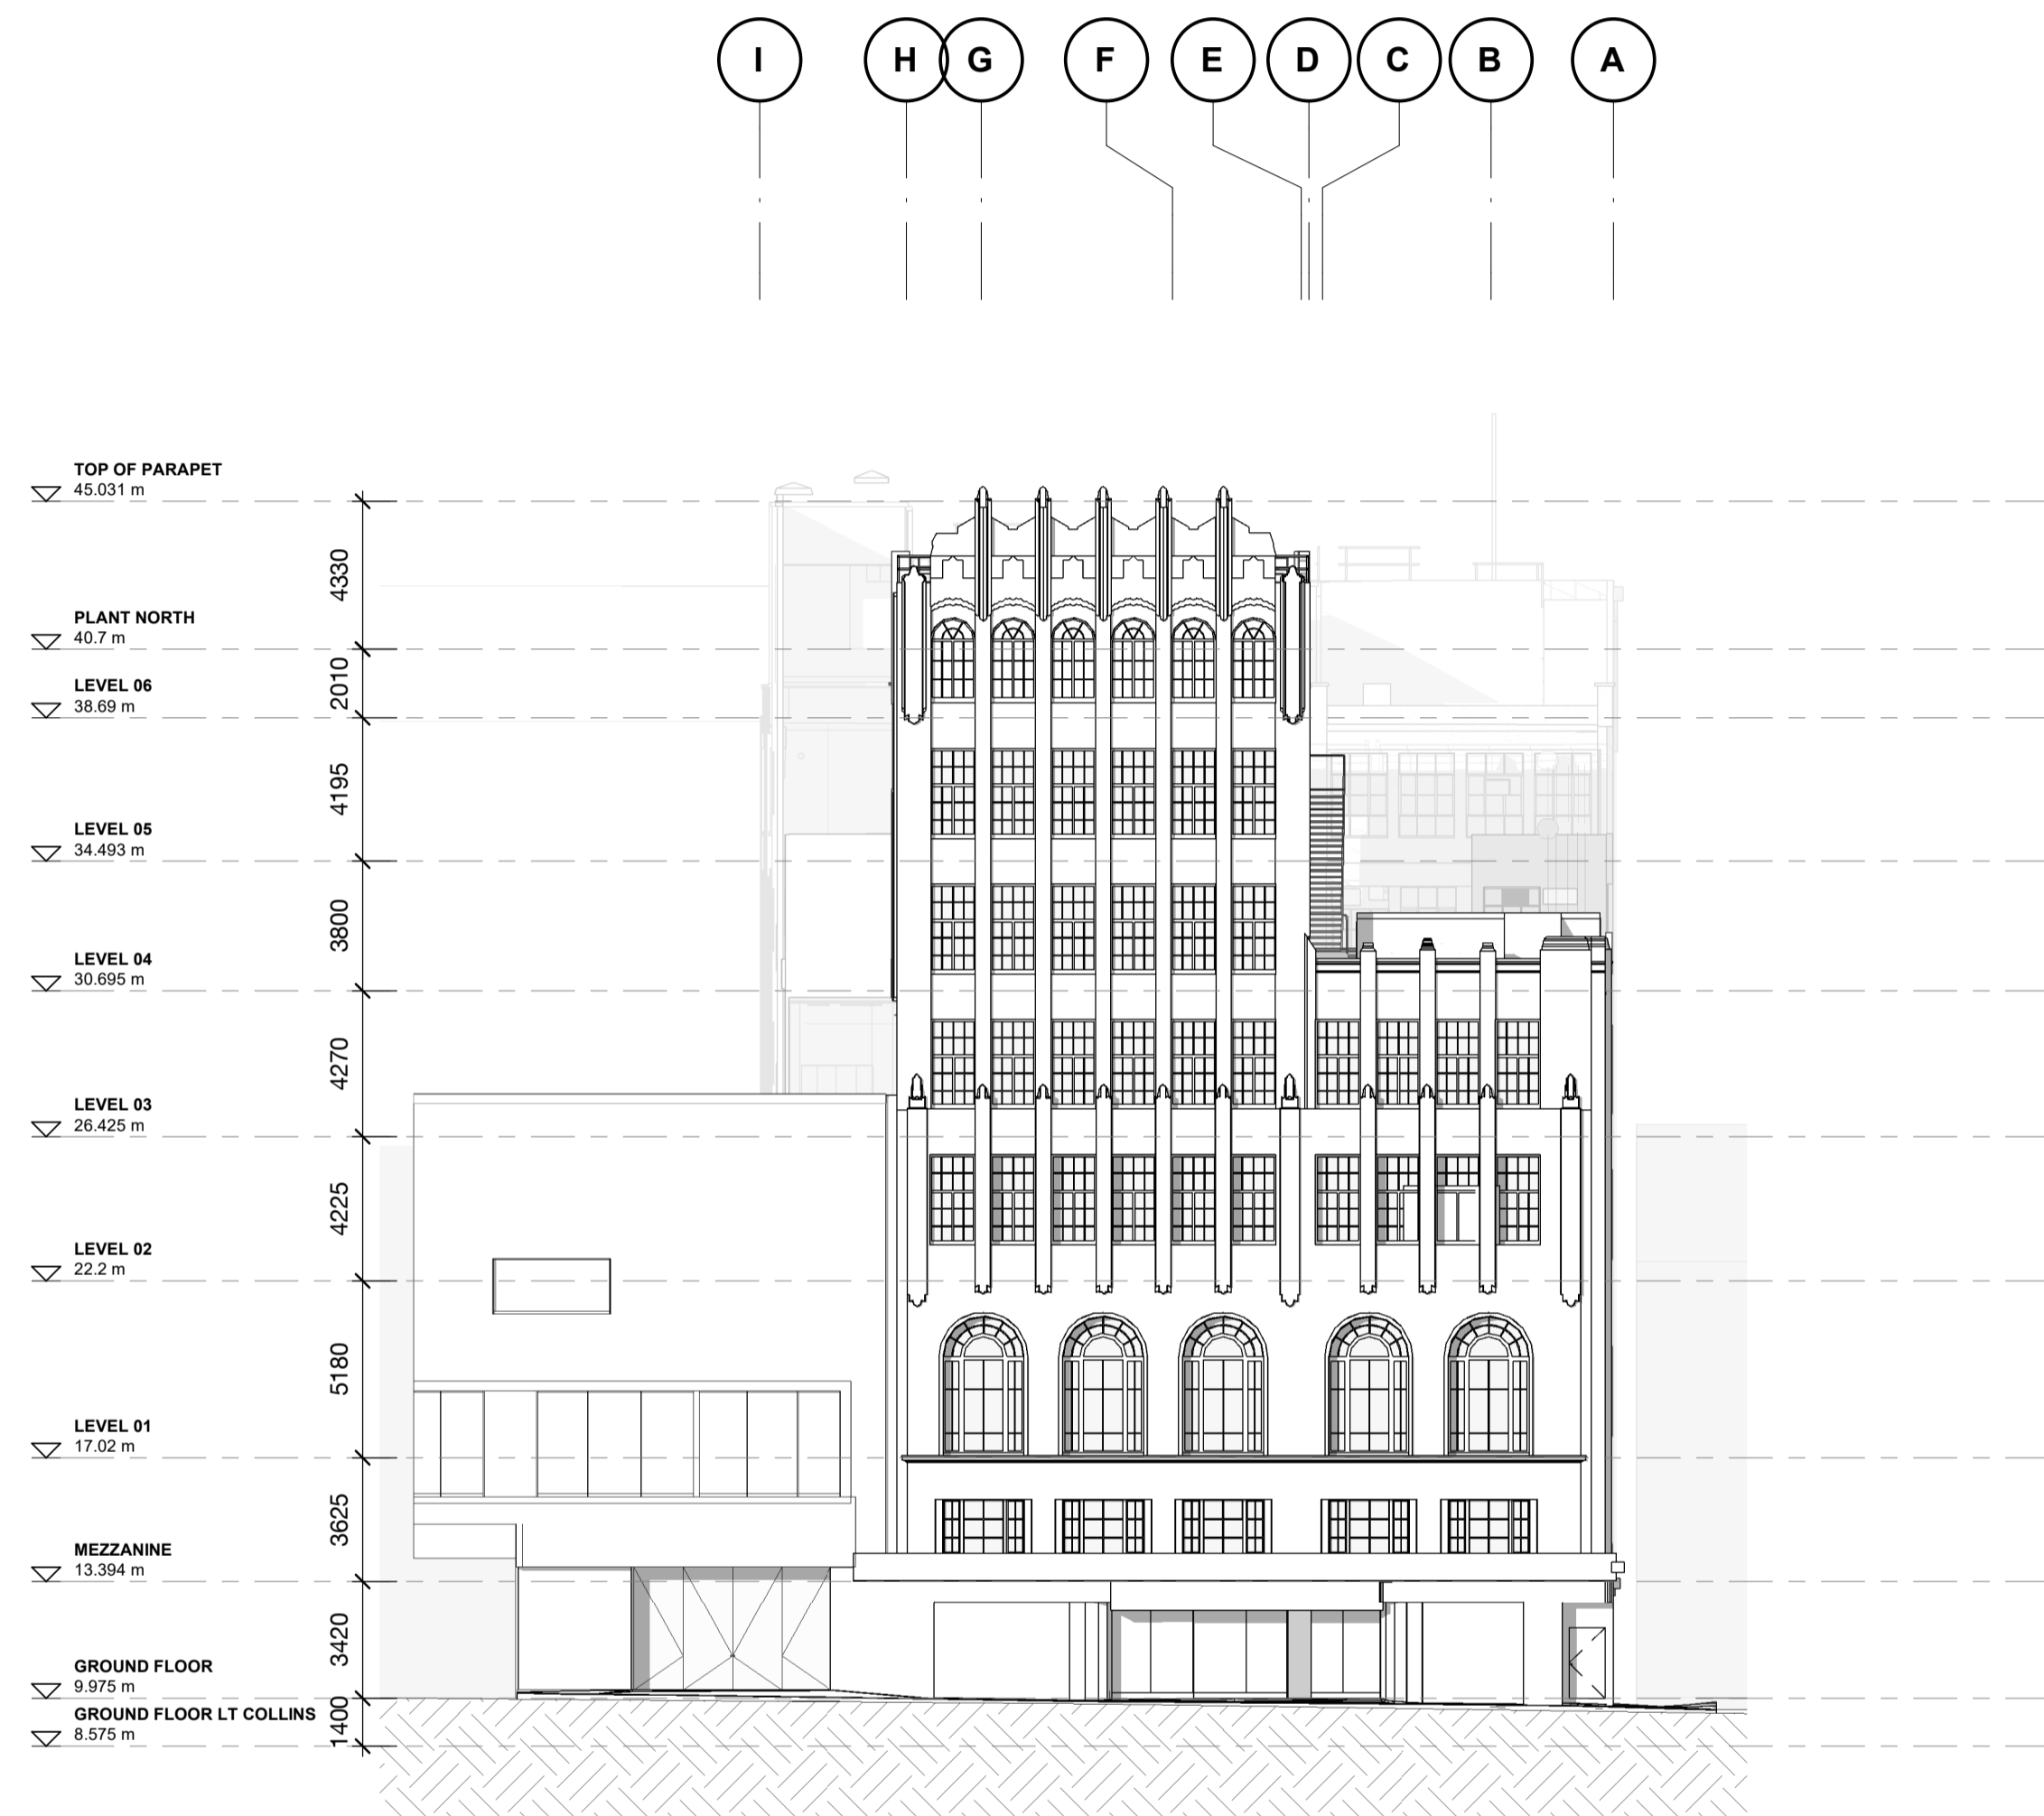 I H G F E D C B A
TOP OF PARAPET
45.031 m
4330
PLANT NORTH
40.7 m
2010
LEVEL 06
38.69 m
4195
LEVEL 05
34.493 m
3800
LEVEL 04
30.695 m
4270
LEVEL 03
26.425 m
4225
LEVEL 02
22.2 m
5180
LEVEL 01
17.02 m
3625
MEZZANINE
13.394 m
3420
GROUND FLOOR
9.975 m
1400
GROUND FLOOR LT COLLINS
8.575 m